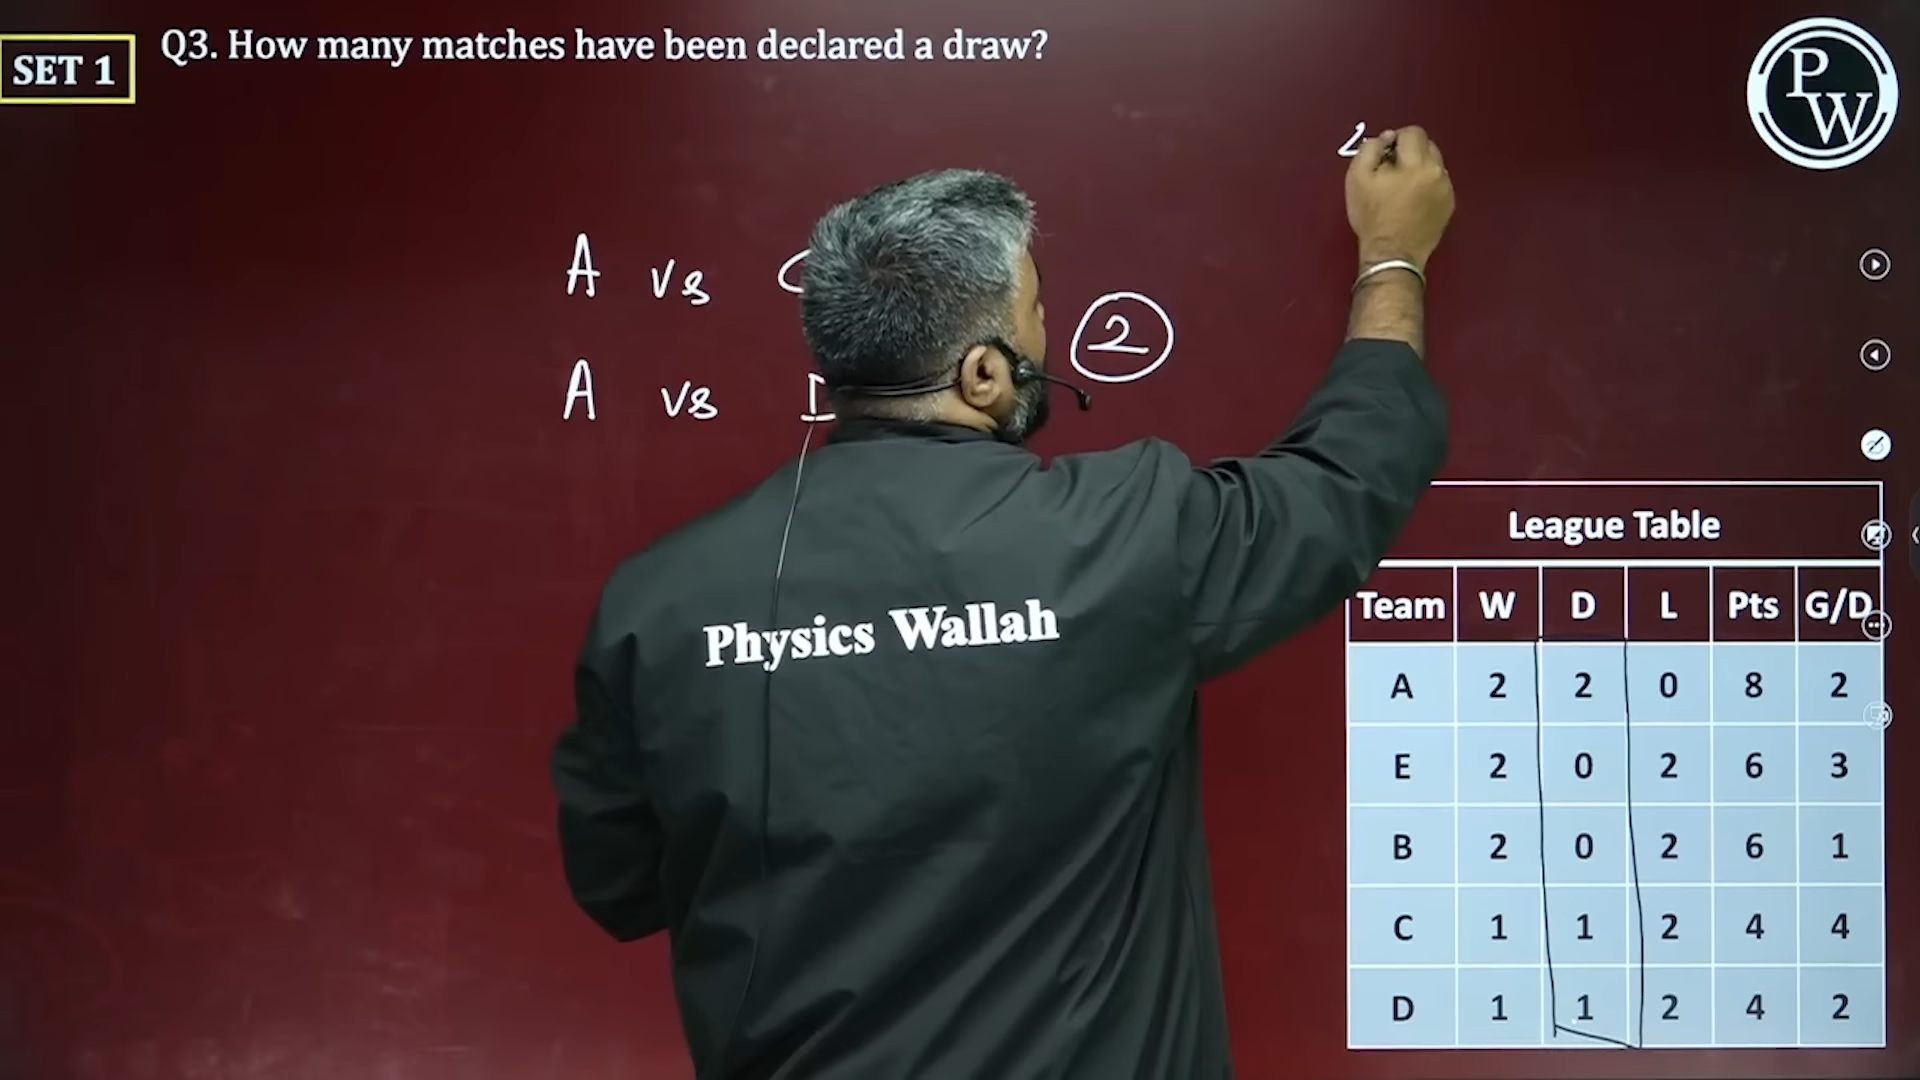 SET 1
Q3. How many matches have been declared a draw?
P
W
A vs
A vs D
2
Physics Wallah
League Table
Team W D L Pts G/D
A 2 2 0 8 2
E 2 0 2 6 3
B 2 0 2 6 1
C 1 1 2 4 4
D 1 1 2 4 2